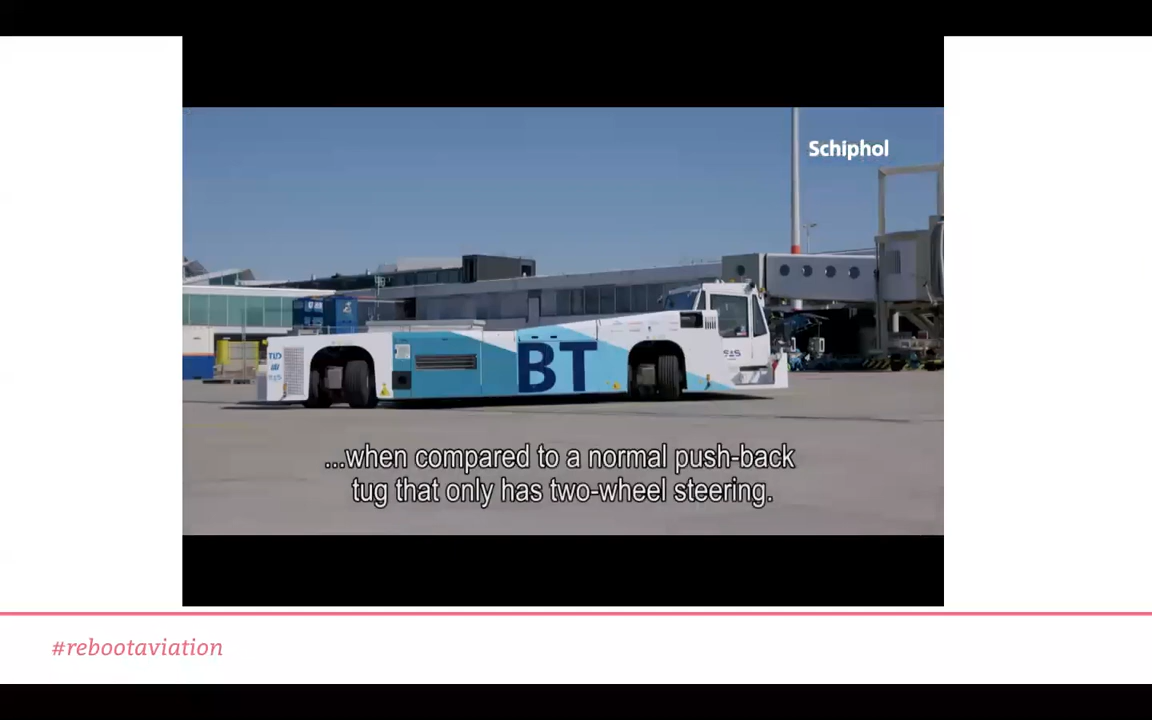 Schiphol
BT
...when compared to a normal push-back
tug that only has two-wheel steering.
#rebootaviation